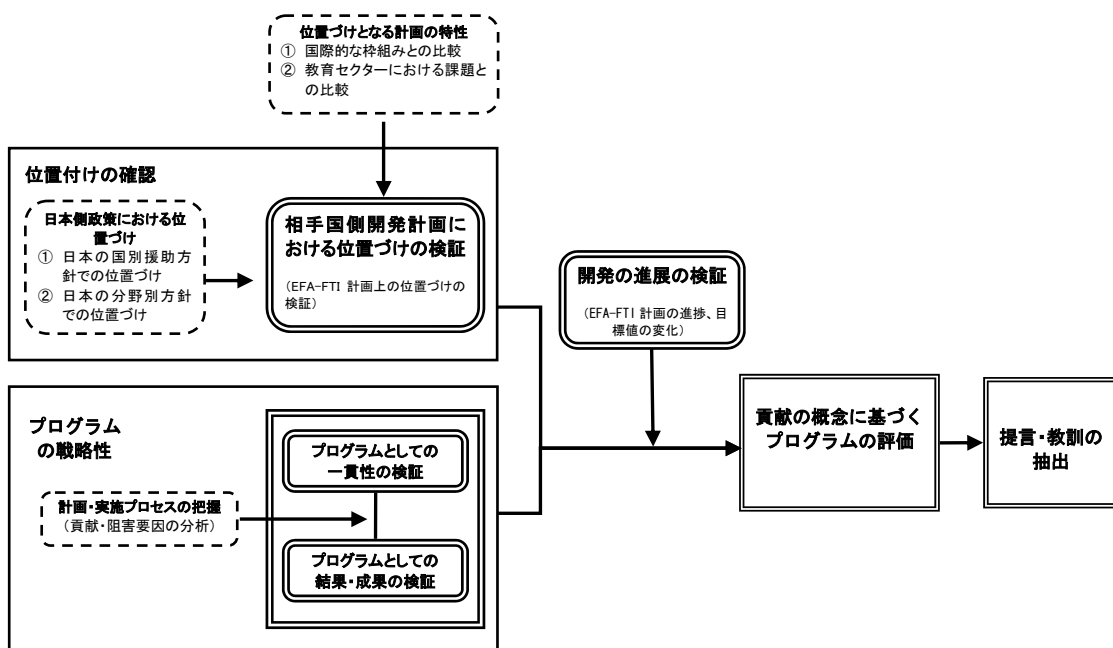 位置づけとなる計画の特性
① 国際的な枠組みとの比較
② 教育セクターにおける課題と
の比較
位置付けの確認
日本側政策における位
置づけ
① 日本の国別援助方
針での位置づけ
② 日本の分野別方針
での位置づけ
相手国側開発計画に
おける位置づけの検証
(EFA-FTI 計画上の位置づけの
検証)
開発の進展の検証
(EFA-FTI 計画の進捗、目
標値の変化)
プログラム
の戦略性
計画・実施プロセスの把握
(貢献・阻害要因の分析)
プログラムとしての
一貫性の検証
プログラムとしての
結果・成果の検証
貢献の概念に基づく
プログラムの評価
提言・教訓の
抽出